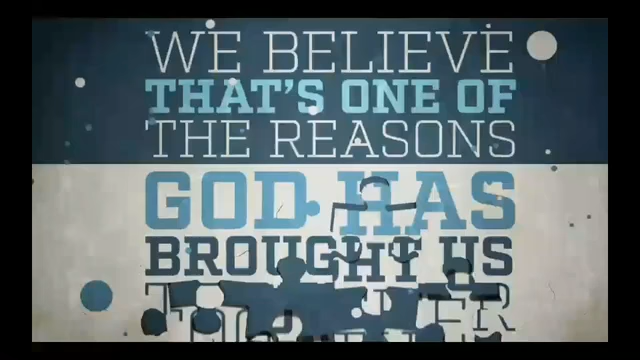 WE BELIEVE
THAT'S ONE OF
THE REASONS
GOD HAS
BROUGHT US